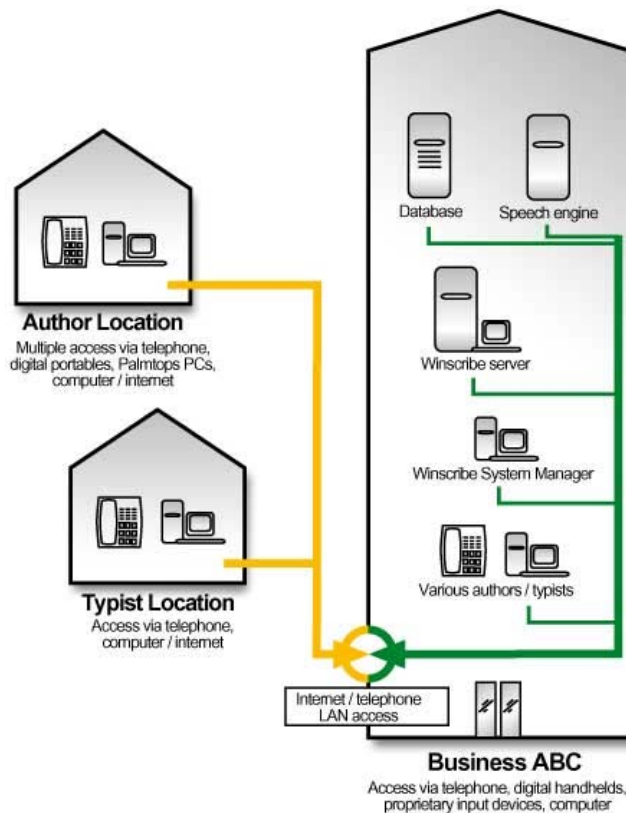 Database
Speech engine
Author Location
Multiple access via telephone,
digital portables, Palmtops PCs,
computer / internet
Winscribe server
Winscribe System Manager
Typist Location
Access via telephone,
computer / internet
Various authors / typists
Internet / telephone
LAN access
Business ABC
Access via telephone, digital handhelds,
proprietary input devices, computer